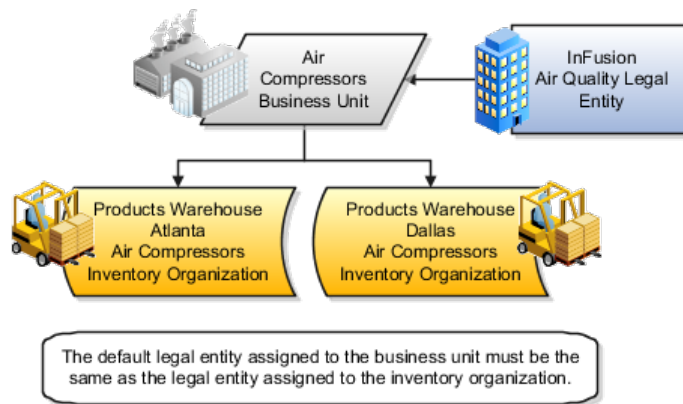 Air
Compressors
Business Unit
InFusion
Air Quality Legal
Entity
Products Warehouse
Atlanta
Air Compressors
Inventory Organization
Products Warehouse
Dallas
Air Compressors
Inventory Organization
The default legal entity assigned to the business unit must be the
same as the legal entity assigned to the inventory organization.